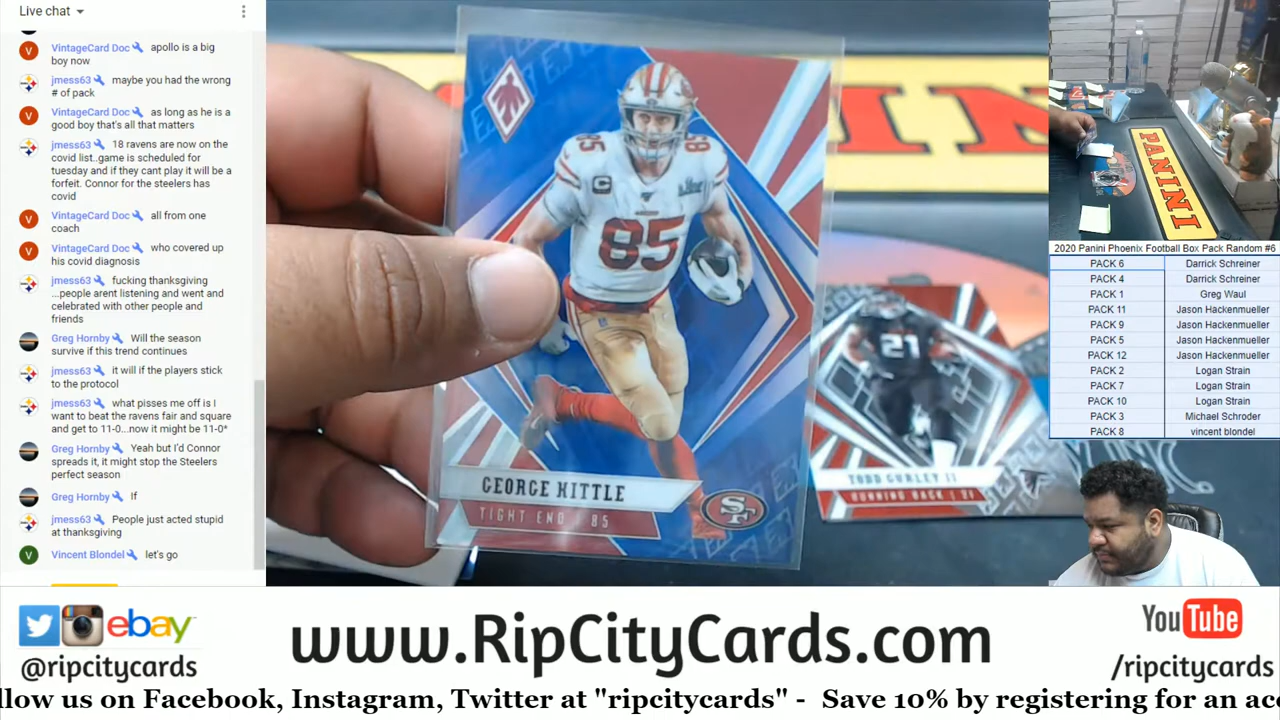 Live chat
VintageCard Doc apollo is a big
boy now
jmess63 maybe you had the wrong
# of pack
VintageCard Doc as long as he is a
good boy that's all that matters
jmess63 18 ravens are now on the
covid list..game is scheduled for
tuesday and if they cant play it will be a
forfeit. Connor for the steelers has
covid
VintageCard Doc all from one
coach
VintageCard Doc who covered up
his covid diagnosis
jmess63 fucking thanksgiving
...people arent listening and went and
celebrated with other people and
friends
Greg Hornby Will the season
survive if this trend continues
jmess63 it will if the players stick
to the protocol
jmess63 what pisses me off is I
want to beat the ravens fair and square
and get to 11-0...now it might be 11-0*
Greg Hornby Yeah but I'd Connor
spreads it, it might stop the Steelers
perfect season
Greg Hornby If
jmess63 People just acted stupid
at thanksgiving
Vincent Blondel let's go
85
85
85
GEORGE KITTLE
TIGHT END | 85
SF
21
TODD GURLEY II
RUNNING BACK | 21
PANINI
2020 Panini Phoenix Football Box Pack Random #6
PACK 6 Darrick Schreiner
PACK 4 Darrick Schreiner
PACK 1 Greg Waul
PACK 11 Jason Hackenmueller
PACK 9 Jason Hackenmueller
PACK 5 Jason Hackenmueller
PACK 12 Jason Hackenmueller
PACK 2 Logan Strain
PACK 7 Logan Strain
PACK 10 Logan Strain
PACK 3 Michael Schroder
PACK 8 vincent blondel
ebay
@ripcitycards
www.RipCityCards.com
YouTube
/ripcitycards
llow us on Facebook, Instagram, Twitter at "ripcitycards" - Save 10% by registering for an acc